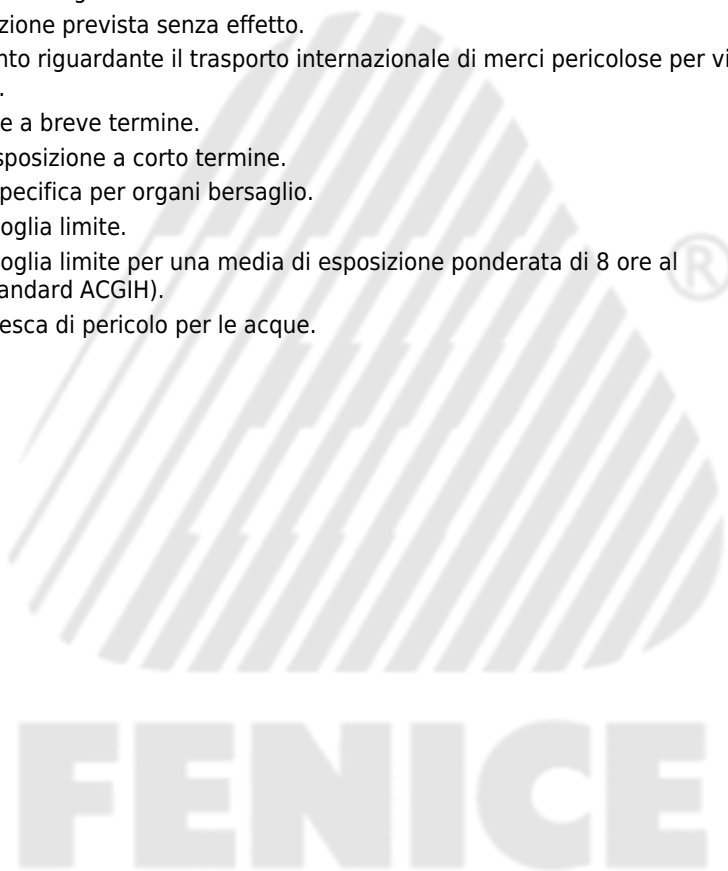 zione prevista senza effetto.
nto riguardante il trasporto internazionale di merci pericolose per vi
.
e a breve termine.
sposizione a corto termine.
pecifica per organi bersaglio.
oglia limite.
oglia limite per una media di esposizione ponderata di 8 ore al
andard ACGIH).
esca di pericolo per le acque.
®
FENICE